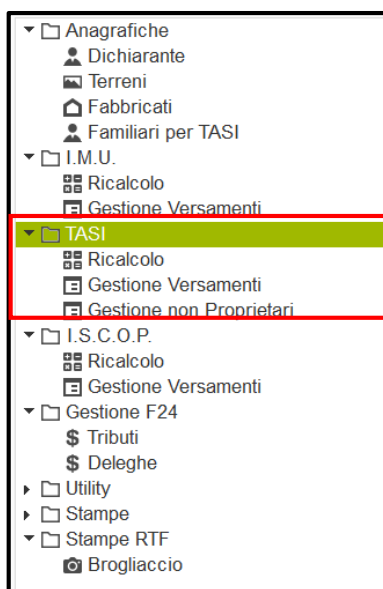 Anagrafiche
Dichiarante
Terreni
Fabbricati
Familiari per TASI
I.M.U.
Ricalcolo
Gestione Versamenti
TASI
Ricalcolo
Gestione Versamenti
Gestione non Proprietari
I.S.C.O.P.
Ricalcolo
Gestione Versamenti
Gestione F24
$ Tributi
$ Deleghe
Utility
Stampe
Stampe RTF
Brogliaccio